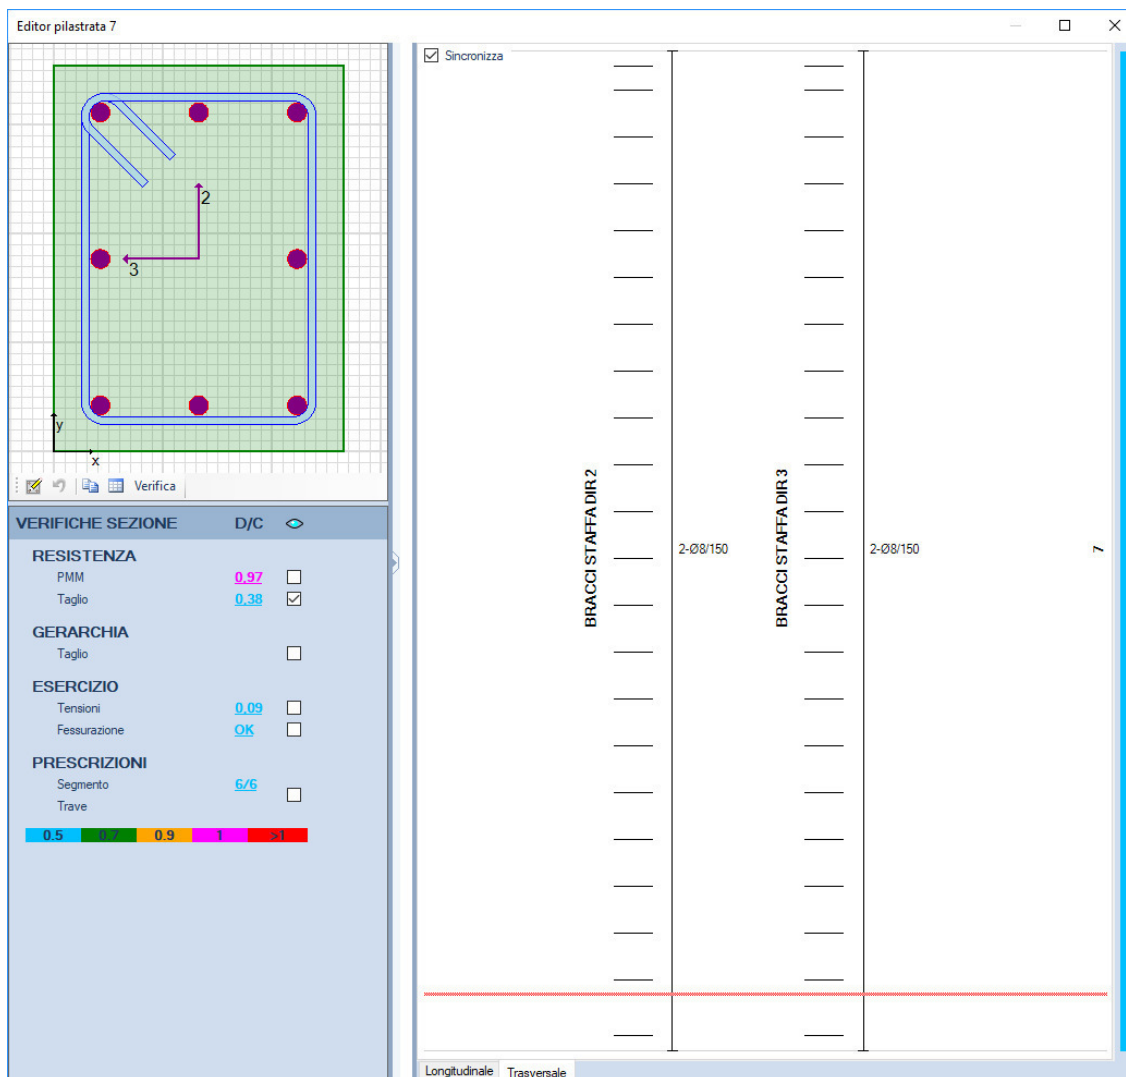 Editor pilastrata 7
2
3
y
x
Verifica
VERIFICHE SEZIONE D/C
RESISTENZA
PMM 0,97
Taglio 0,38
GERARCHIA
Taglio
ESERCIZIO
Tensioni 0,09
Fessurazione OK
PRESCRIZIONI
Segmento 6/6
Trave
0.5 0.7 0.9 1 >1
Sincronizza
BRACCI STAFFA DIR 2
2-Ø8/150
BRACCI STAFFA DIR 3
2-Ø8/150
7
Longitudinale Trasversale